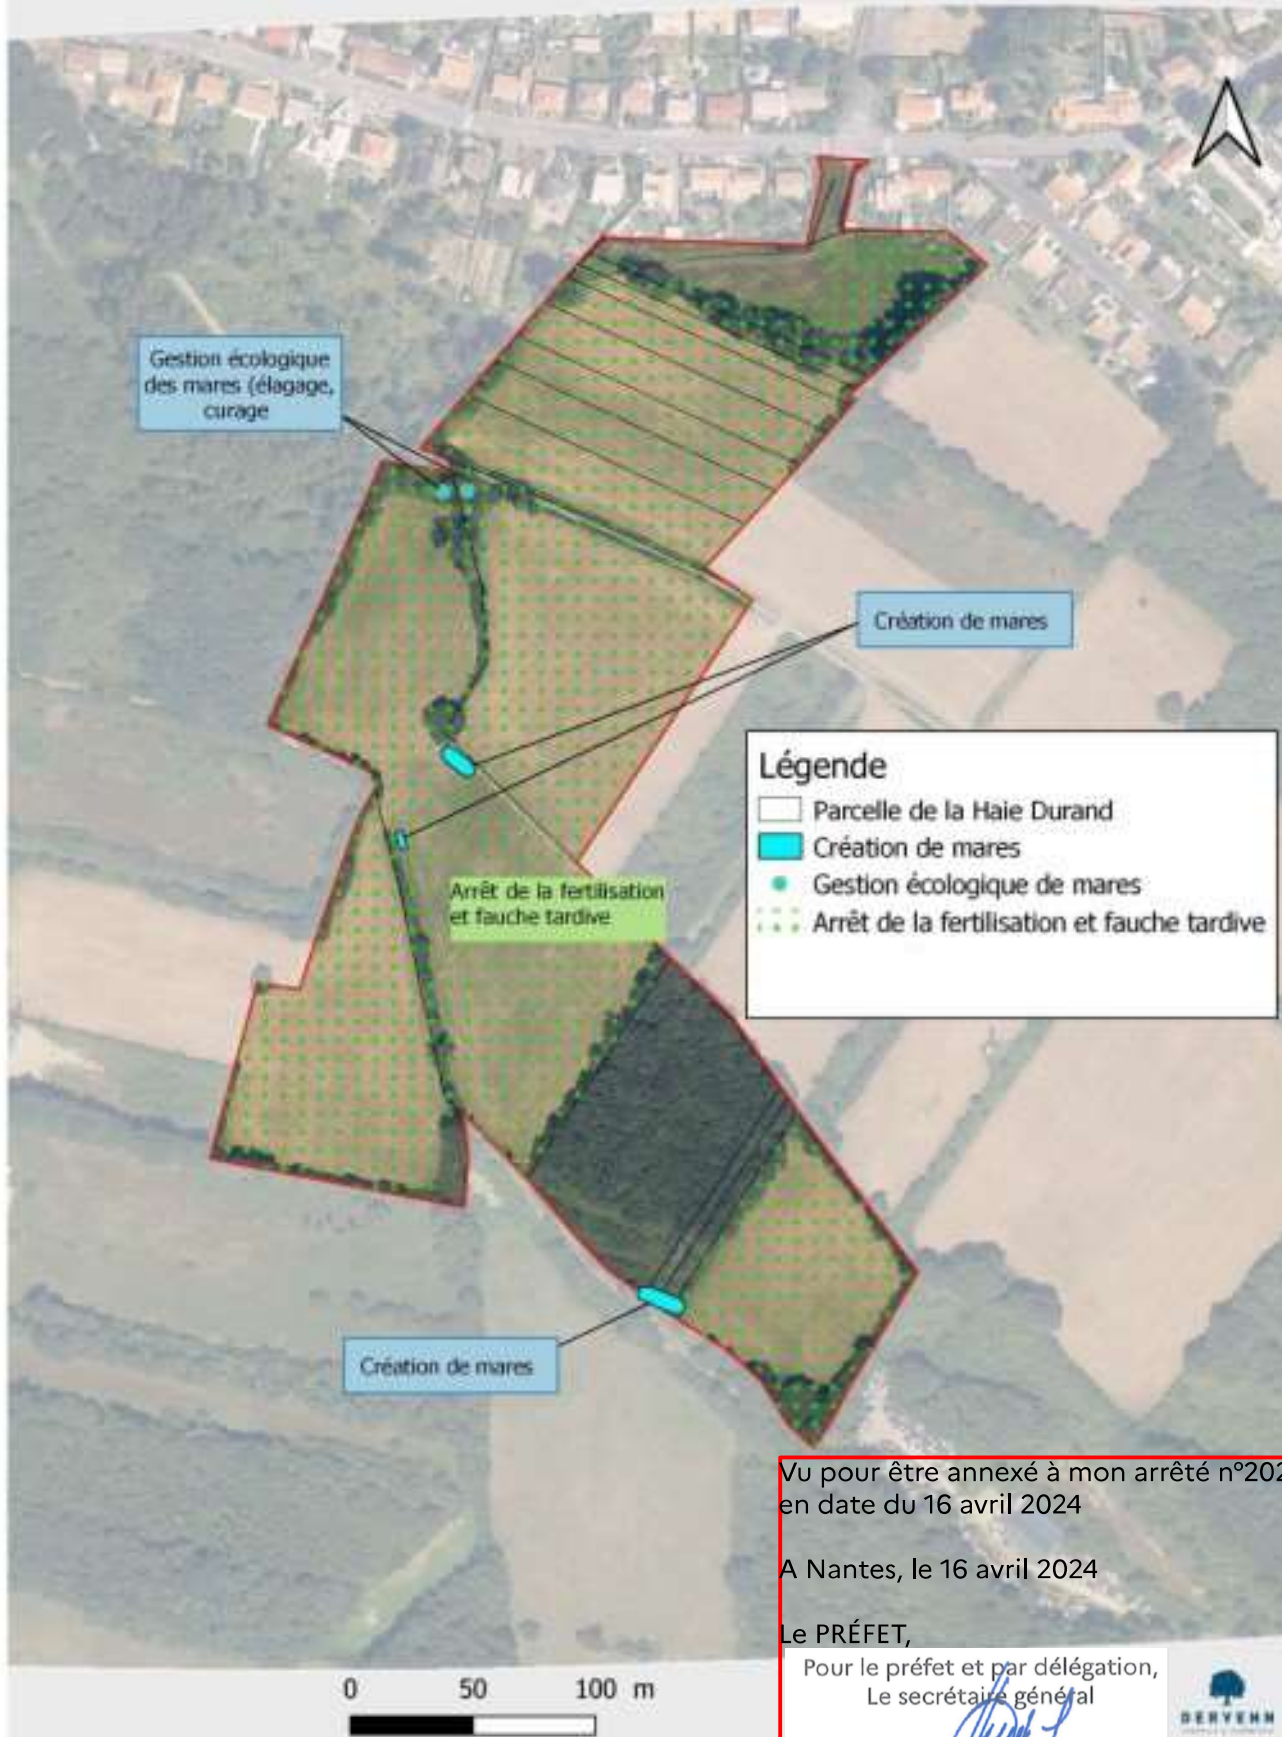 Gestion écologique
des mares (élagage,
curage
Création de mares
Légende
Parcelle de la Haie Durand
Création de mares
Gestion écologique de mares
Arrêt de la fertilisation et fauche tardive
Arrêt de la fertilisation
et fauche tardive
Création de mares
Vu pour être annexé à mon arrêté n°202
en date du 16 avril 2024
A Nantes, le 16 avril 2024
Le PRÉFET,
Pour le préfet et par délégation,
Le secrétaire général
0 50 100 m
DERVENN